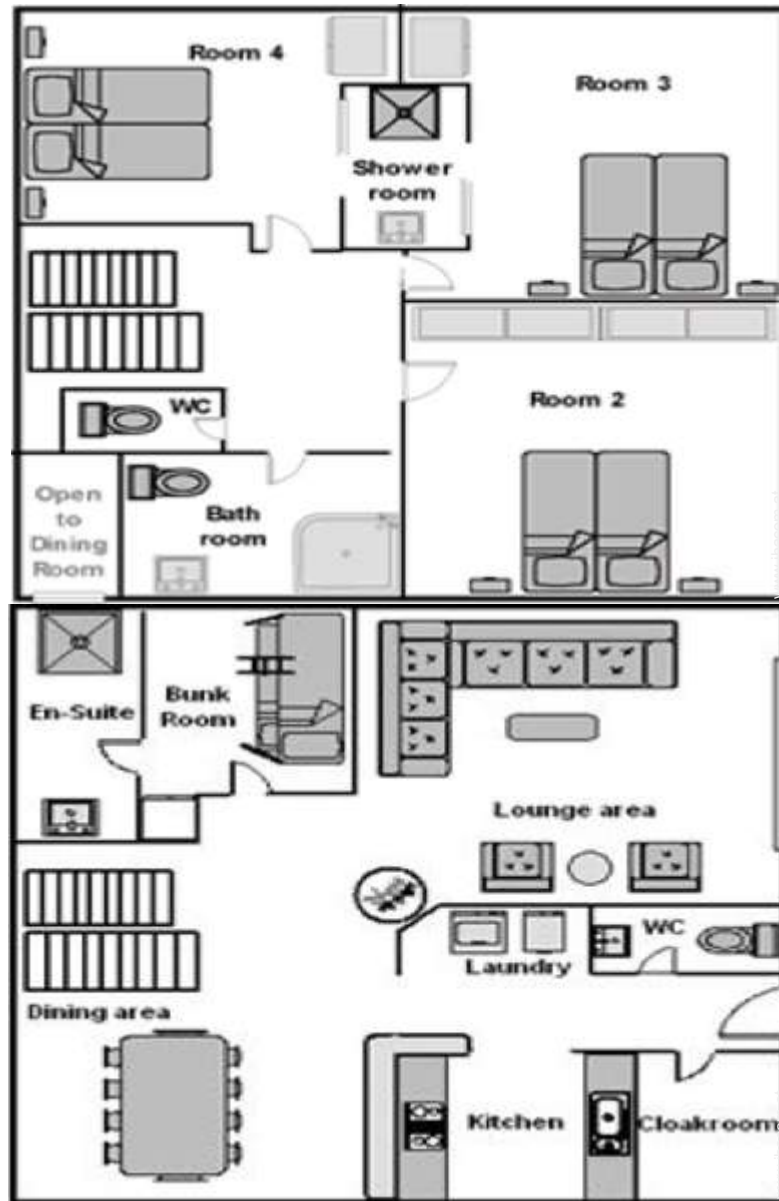 Room 4
Room 3
Shower
room
WC
Room 2
Open
to
Dining
Room
Bath
room
En-Suite
Bunk
Room
Lounge area
WC
Laundry
Dining area
Kitchen
Cloakroom